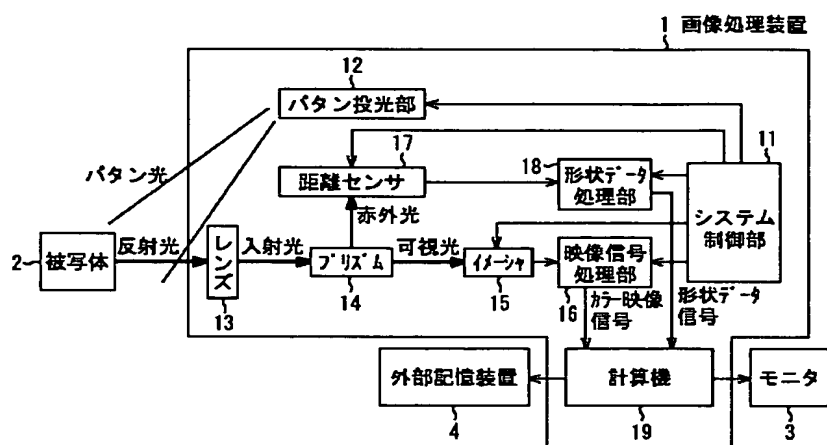 1 画像処理装置
12
パタン投光部
17
距離センサ
18
形状データ
処理部
11
システム
制御部
パタン光
赤外光
2
被写体
反射光
レンズ
13
入射光
プリズム
14
可視光
イメージャ
15
映像信号
処理部
16
カラー映像
信号
形状データ
信号
外部記憶装置
4
計算機
19
モニタ
3